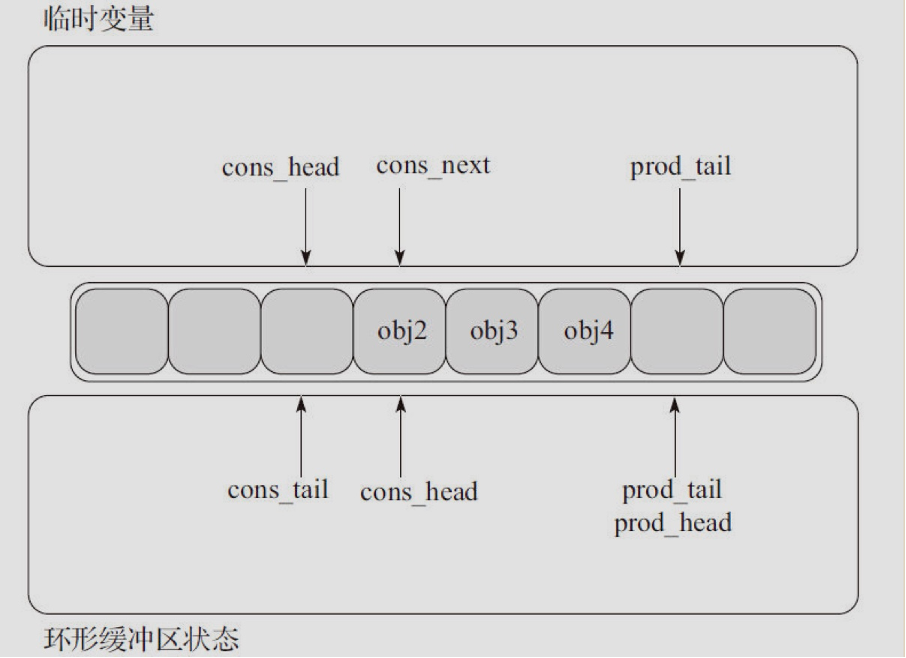 临时变量
cons_head cons_next prod_tail
obj2 obj3 obj4
cons_tail cons_head prod_tail
prod_head
环形缓冲区状态